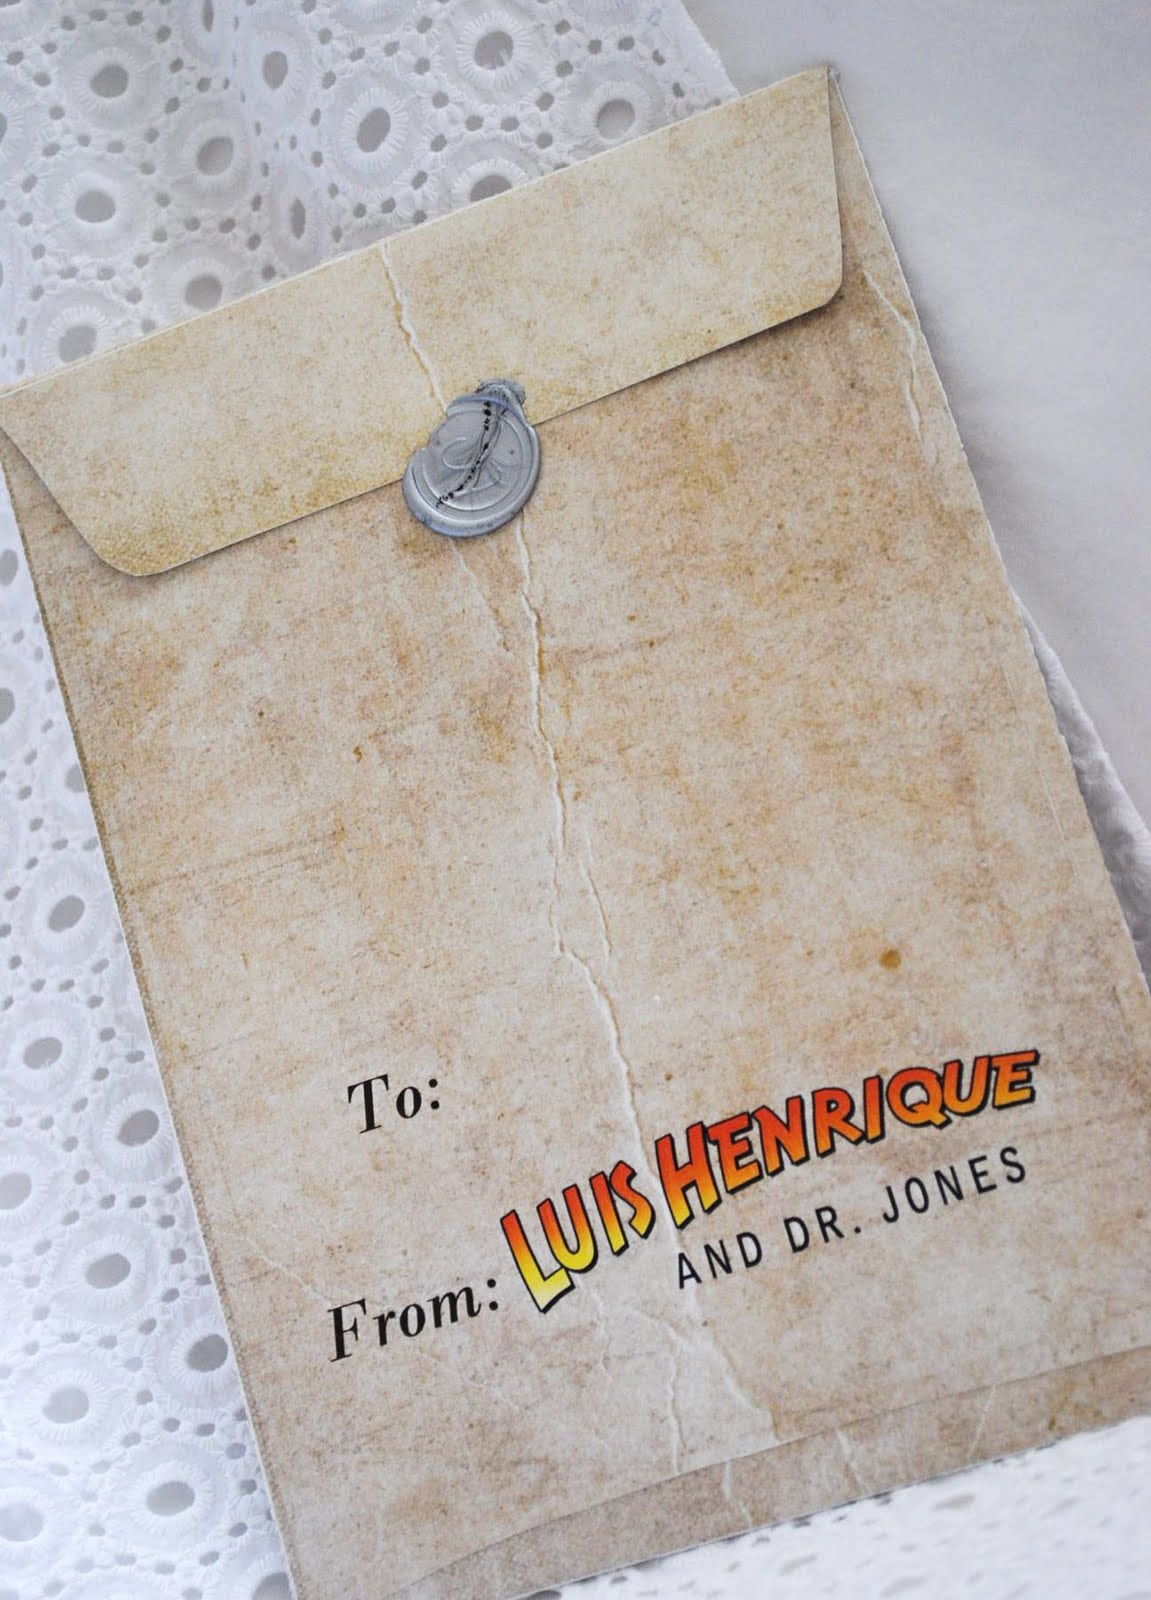 To:
From: LUIS HENRIQUE
AND DR. JONES